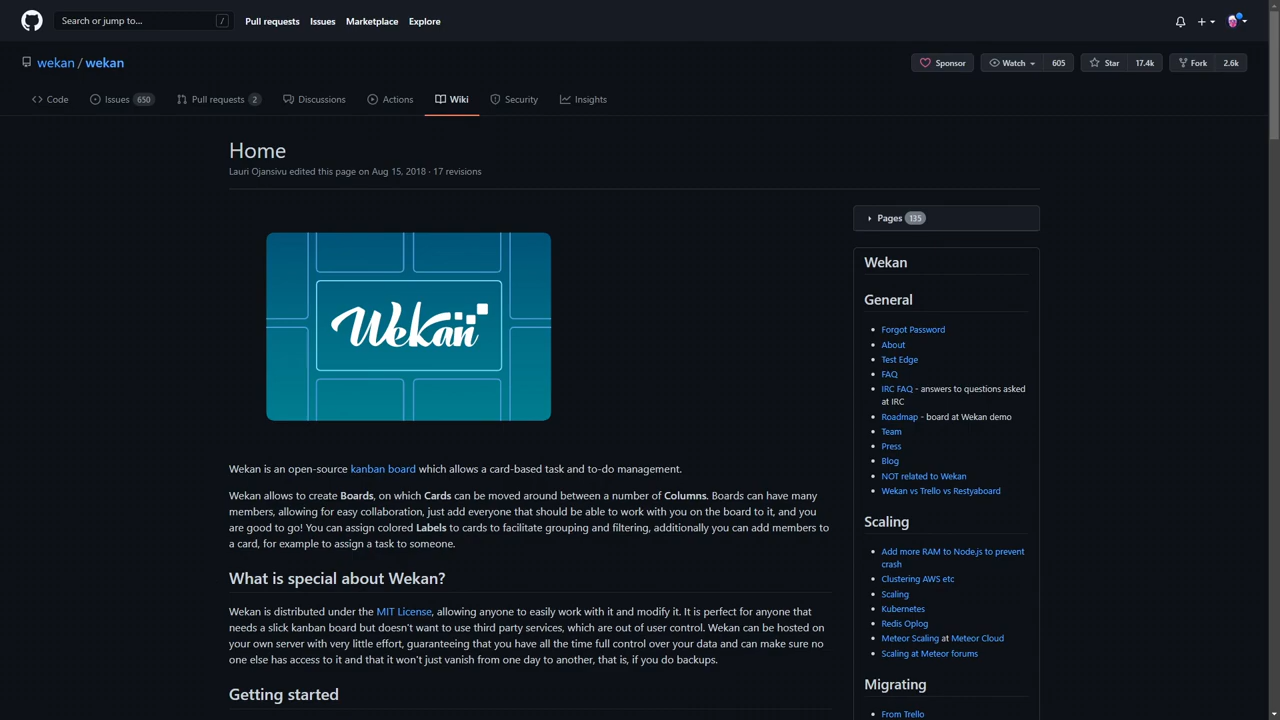 Search or jump to...
/
Pull requests
Issues
Marketplace
Explore
wekan / wekan
Sponsor
Watch
605
Star
17.4k
Fork
2.6k
Code
Issues 650
Pull requests 2
Discussions
Actions
Wiki
Security
Insights
Home
Lauri Ojansivu edited this page on Aug 15, 2018 · 17 revisions
Wekan
Wekan is an open-source kanban board which allows a card-based task and to-do management.
Wekan allows to create Boards, on which Cards can be moved around between a number of Columns. Boards can have many
members, allowing for easy collaboration, just add everyone that should be able to work with you on the board to it, and you
are good to go! You can assign colored Labels to cards to facilitate grouping and filtering, additionally you can add members to
a card, for example to assign a task to someone.
What is special about Wekan?
Wekan is distributed under the MIT License, allowing anyone to easily work with it and modify it. It is perfect for anyone that
needs a slick kanban board but doesn't want to use third party services, which are out of user control. Wekan can be hosted on
your own server with very little effort, guaranteeing that you have all the time full control over your data and can make sure no
one else has access to it and that it won't just vanish from one day to another, that is, if you do backups.
Getting started
Pages 135
Wekan
General
Forgot Password
About
Test Edge
FAQ
IRC FAQ - answers to questions asked
at IRC
Roadmap - board at Wekan demo
Team
Press
Blog
NOT related to Wekan
Wekan vs Trello vs Restyaboard
Scaling
Add more RAM to Node.js to prevent
crash
Clustering AWS etc
Scaling
Kubernetes
Redis Oplog
Meteor Scaling at Meteor Cloud
Scaling at Meteor forums
Migrating
From Trello